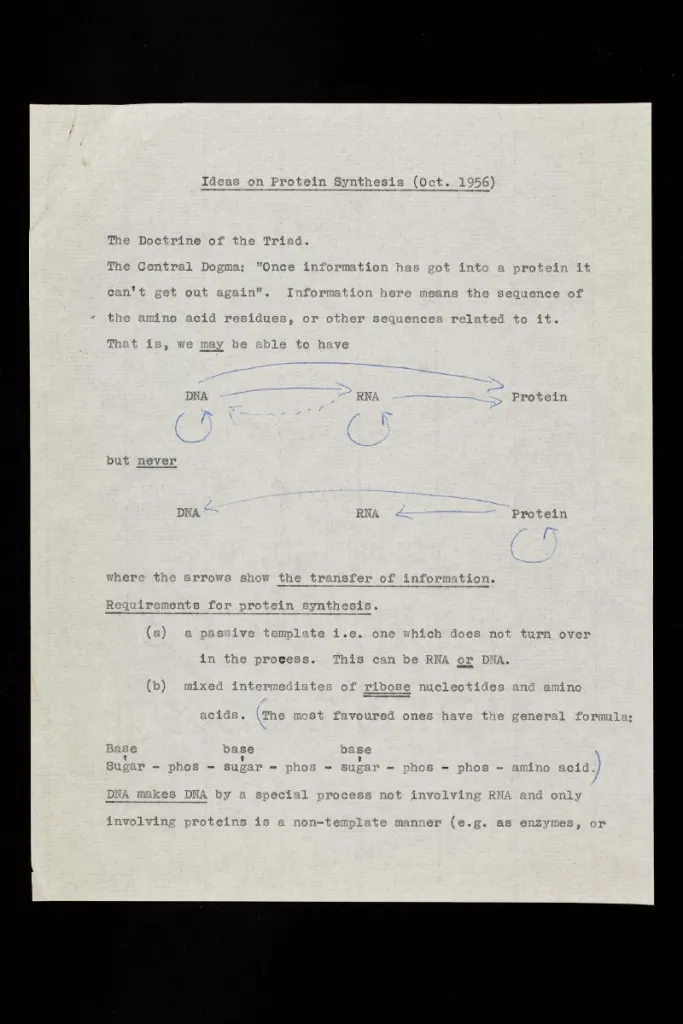 Ideas on Protein Synthesis (Oct. 1956)
The Doctrine of the Triad.
The Central Dogma: "Once information has got into a protein it
can't get out again". Information here means the sequence of
the amino acid residues, or other sequences related to it.
That is, we may be able to have
DNA RNA Protein
but never
DNA RNA Protein
where the arrows show the transfer of information.
Requirements for protein synthesis.
(a) a passive template i.e. one which does not turn over
in the process. This can be RNA or DNA.
(b) mixed intermediates of ribose nucleotides and amino
acids. (The most favoured ones have the general formula:
Base base base
Sugar - phos - sugar - phos - sugar - phos - phos - amino acid.)
DNA makes DNA by a special process not involving RNA and only
involving proteins is a non-template manner (e.g. as enzymes, or